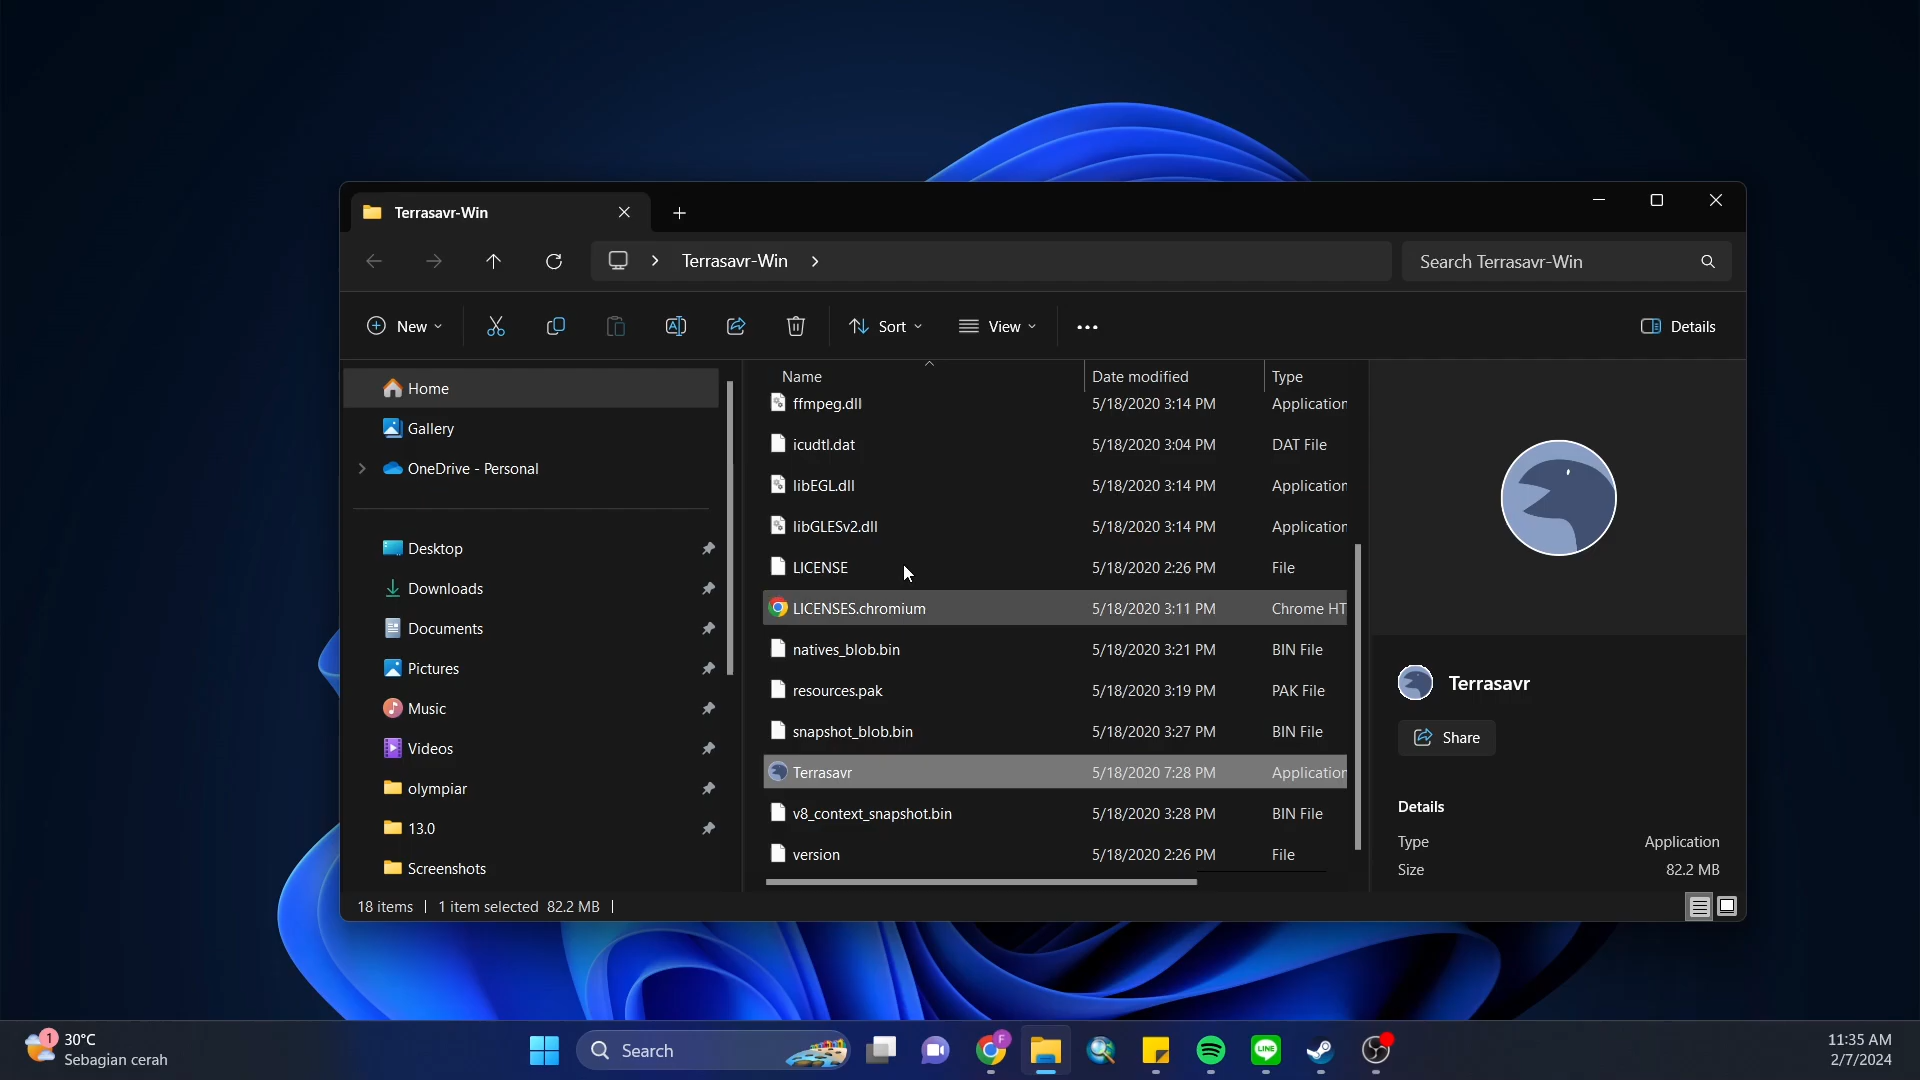 Terrasavr-Win
Terrasavr-Win
Search Terrasavr-Win
New
Sort
View
Details
Home
Gallery
OneDrive - Personal
Desktop
Downloads
Documents
Pictures
Music
Videos
olympiar
13.0
Screenshots
Name Date modified Type
ffmpeg.dll 5/18/2020 3:14 PM Application
icudtl.dat 5/18/2020 3:04 PM DAT File
libEGL.dll 5/18/2020 3:14 PM Application
libGLESv2.dll 5/18/2020 3:14 PM Application
LICENSE 5/18/2020 2:26 PM File
LICENSES.chromium 5/18/2020 3:11 PM Chrome HT
natives_blob.bin 5/18/2020 3:21 PM BIN File
resources.pak 5/18/2020 3:19 PM PAK File
snapshot_blob.bin 5/18/2020 3:27 PM BIN File
Terrasavr 5/18/2020 7:28 PM Application
v8_context_snapshot.bin 5/18/2020 3:28 PM BIN File
version 5/18/2020 2:26 PM File
Terrasavr
Share
Details
Type Application
Size 82.2 MB
18 items 1 item selected 82.2 MB
1
30°C
Sebagian cerah
Search
F
LINE
11:35 AM
2/7/2024